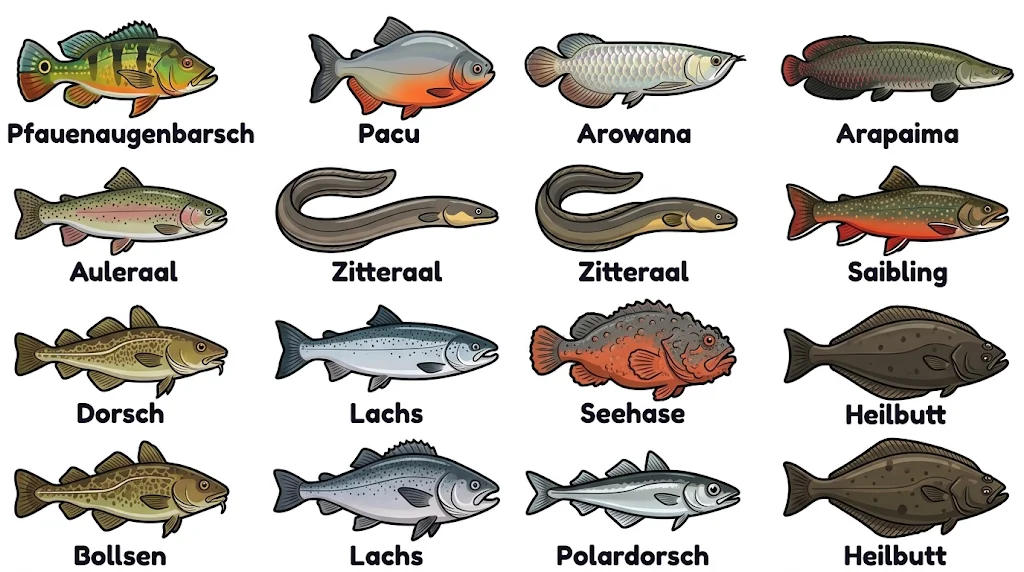 Pfauenaugenbarsch
Pacu
Arowana
Arapaima
Auleraal
Zitteraal
Zitteraal
Saibling
Dorsch
Lachs
Seehase
Heilbutt
Bollsen
Lachs
Polardorsch
Heilbutt